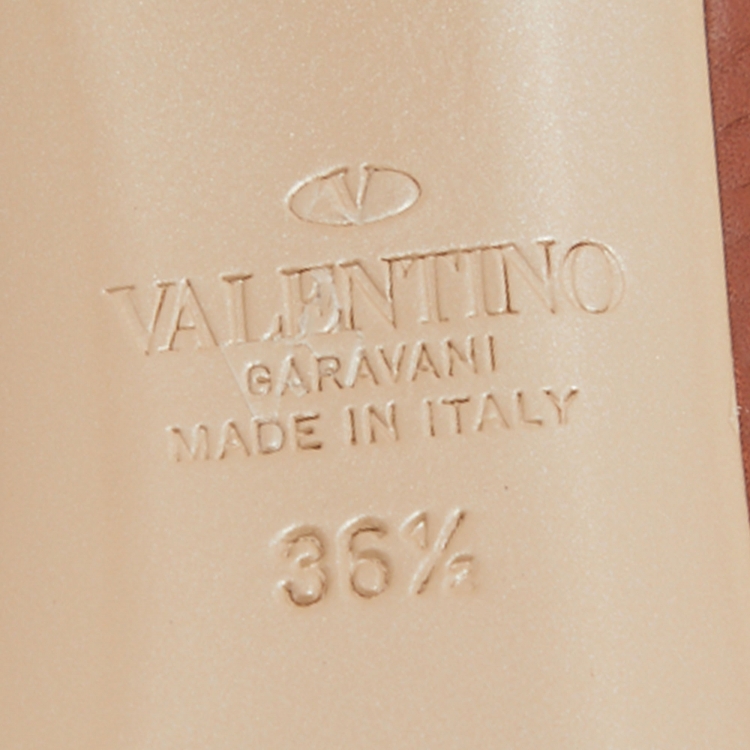 V
VALENTINO
GARAVANI
MADE IN ITALY
36½